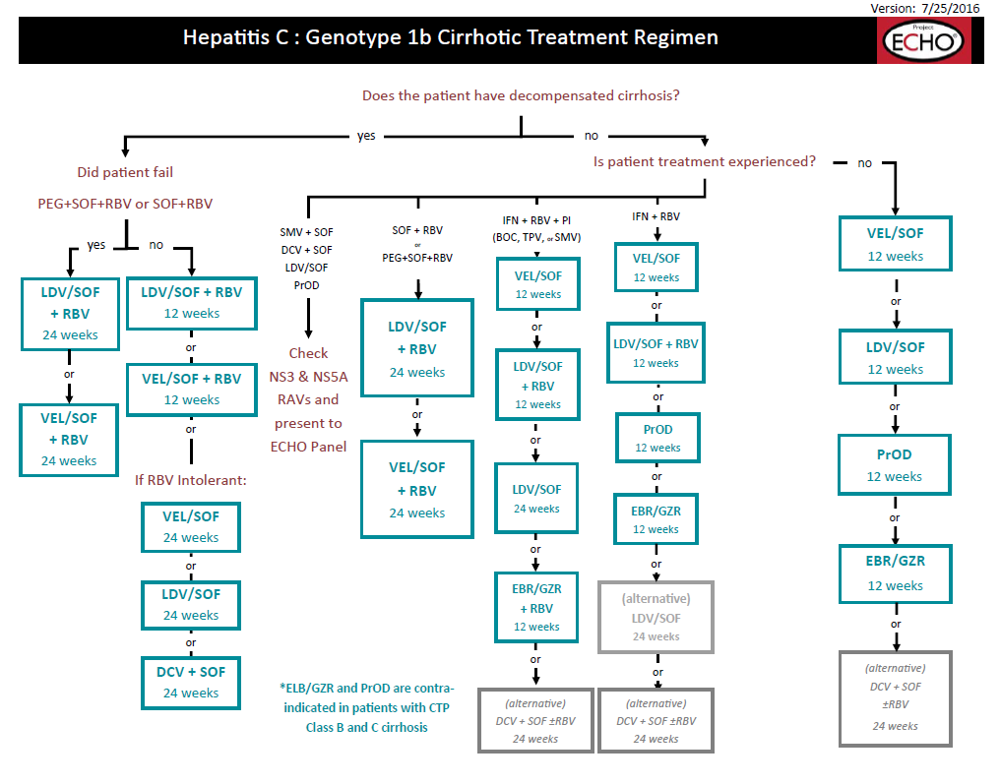 Version: 7/25/2016
Hepatitis C : Genotype 1b Cirrhotic Treatment Regimen
Project
ECHO®
Does the patient have decompensated cirrhosis?
yes
no
Did patient fail
PEG+SOF+RBV or SOF+RBV
yes
no
LDV/SOF
+ RBV
24 weeks
or
VEL/SOF
+ RBV
24 weeks
LDV/SOF + RBV
12 weeks
or
VEL/SOF + RBV
12 weeks
or
If RBV Intolerant:
VEL/SOF
24 weeks
or
LDV/SOF
24 weeks
or
DCV + SOF
24 weeks
Is patient treatment experienced?
no
SMV + SOF
DCV + SOF
LDV/SOF
PrOD
Check
NS3 & NS5A
RAVs and
present to
ECHO Panel
SOF + RBV
or
PEG+SOF+RBV
LDV/SOF
+ RBV
24 weeks
or
VEL/SOF
+ RBV
24 weeks
IFN + RBV + PI
(BOC, TPV, or SMV)
VEL/SOF
12 weeks
or
LDV/SOF
+ RBV
12 weeks
or
LDV/SOF
24 weeks
or
EBR/GZR
+ RBV
12 weeks
or
(alternative)
DCV + SOF ±RBV
24 weeks
IFN + RBV
VEL/SOF
12 weeks
or
LDV/SOF + RBV
12 weeks
or
PrOD
12 weeks
or
EBR/GZR
12 weeks
or
(alternative)
LDV/SOF
24 weeks
or
(alternative)
DCV + SOF ±RBV
24 weeks
VEL/SOF
12 weeks
or
LDV/SOF
12 weeks
or
PrOD
12 weeks
or
EBR/GZR
12 weeks
or
(alternative)
DCV + SOF
±RBV
24 weeks
*ELB/GZR and PrOD are contra-
indicated in patients with CTP
Class B and C cirrhosis